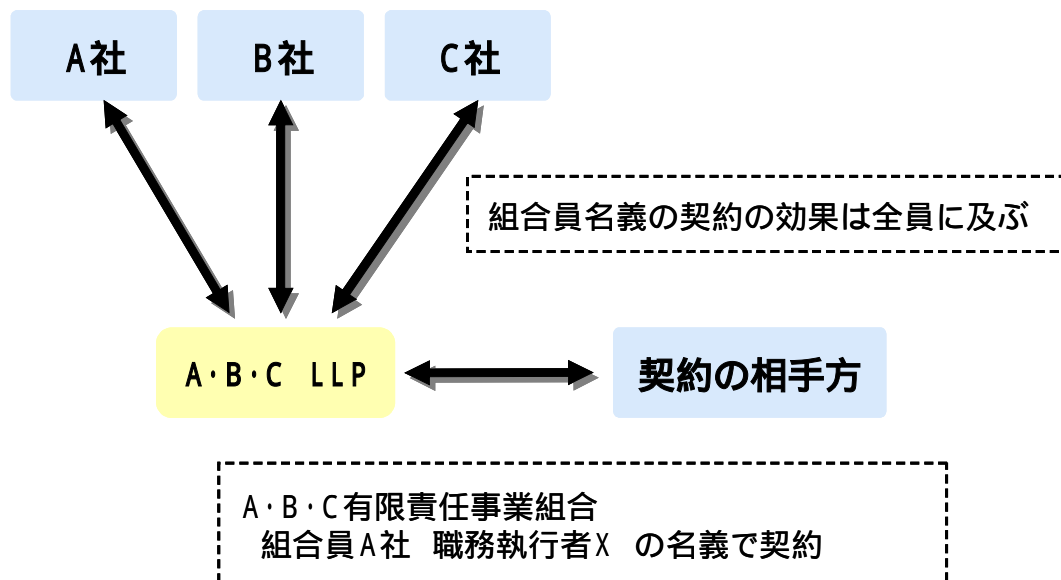 A社
B社
C社
組合員名義の契約の効果は全員に及ぶ
A・B・C LLP
契約の相手方
A・B・C有限責任事業組合
組合員A社 職務執行者X の名義で契約